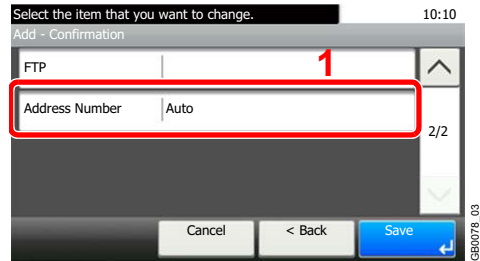 Select the item that you want to change. 10:10
Add - Confirmation
FTP
1
Address Number Auto
2/2
Cancel < Back Save
GB0078_03